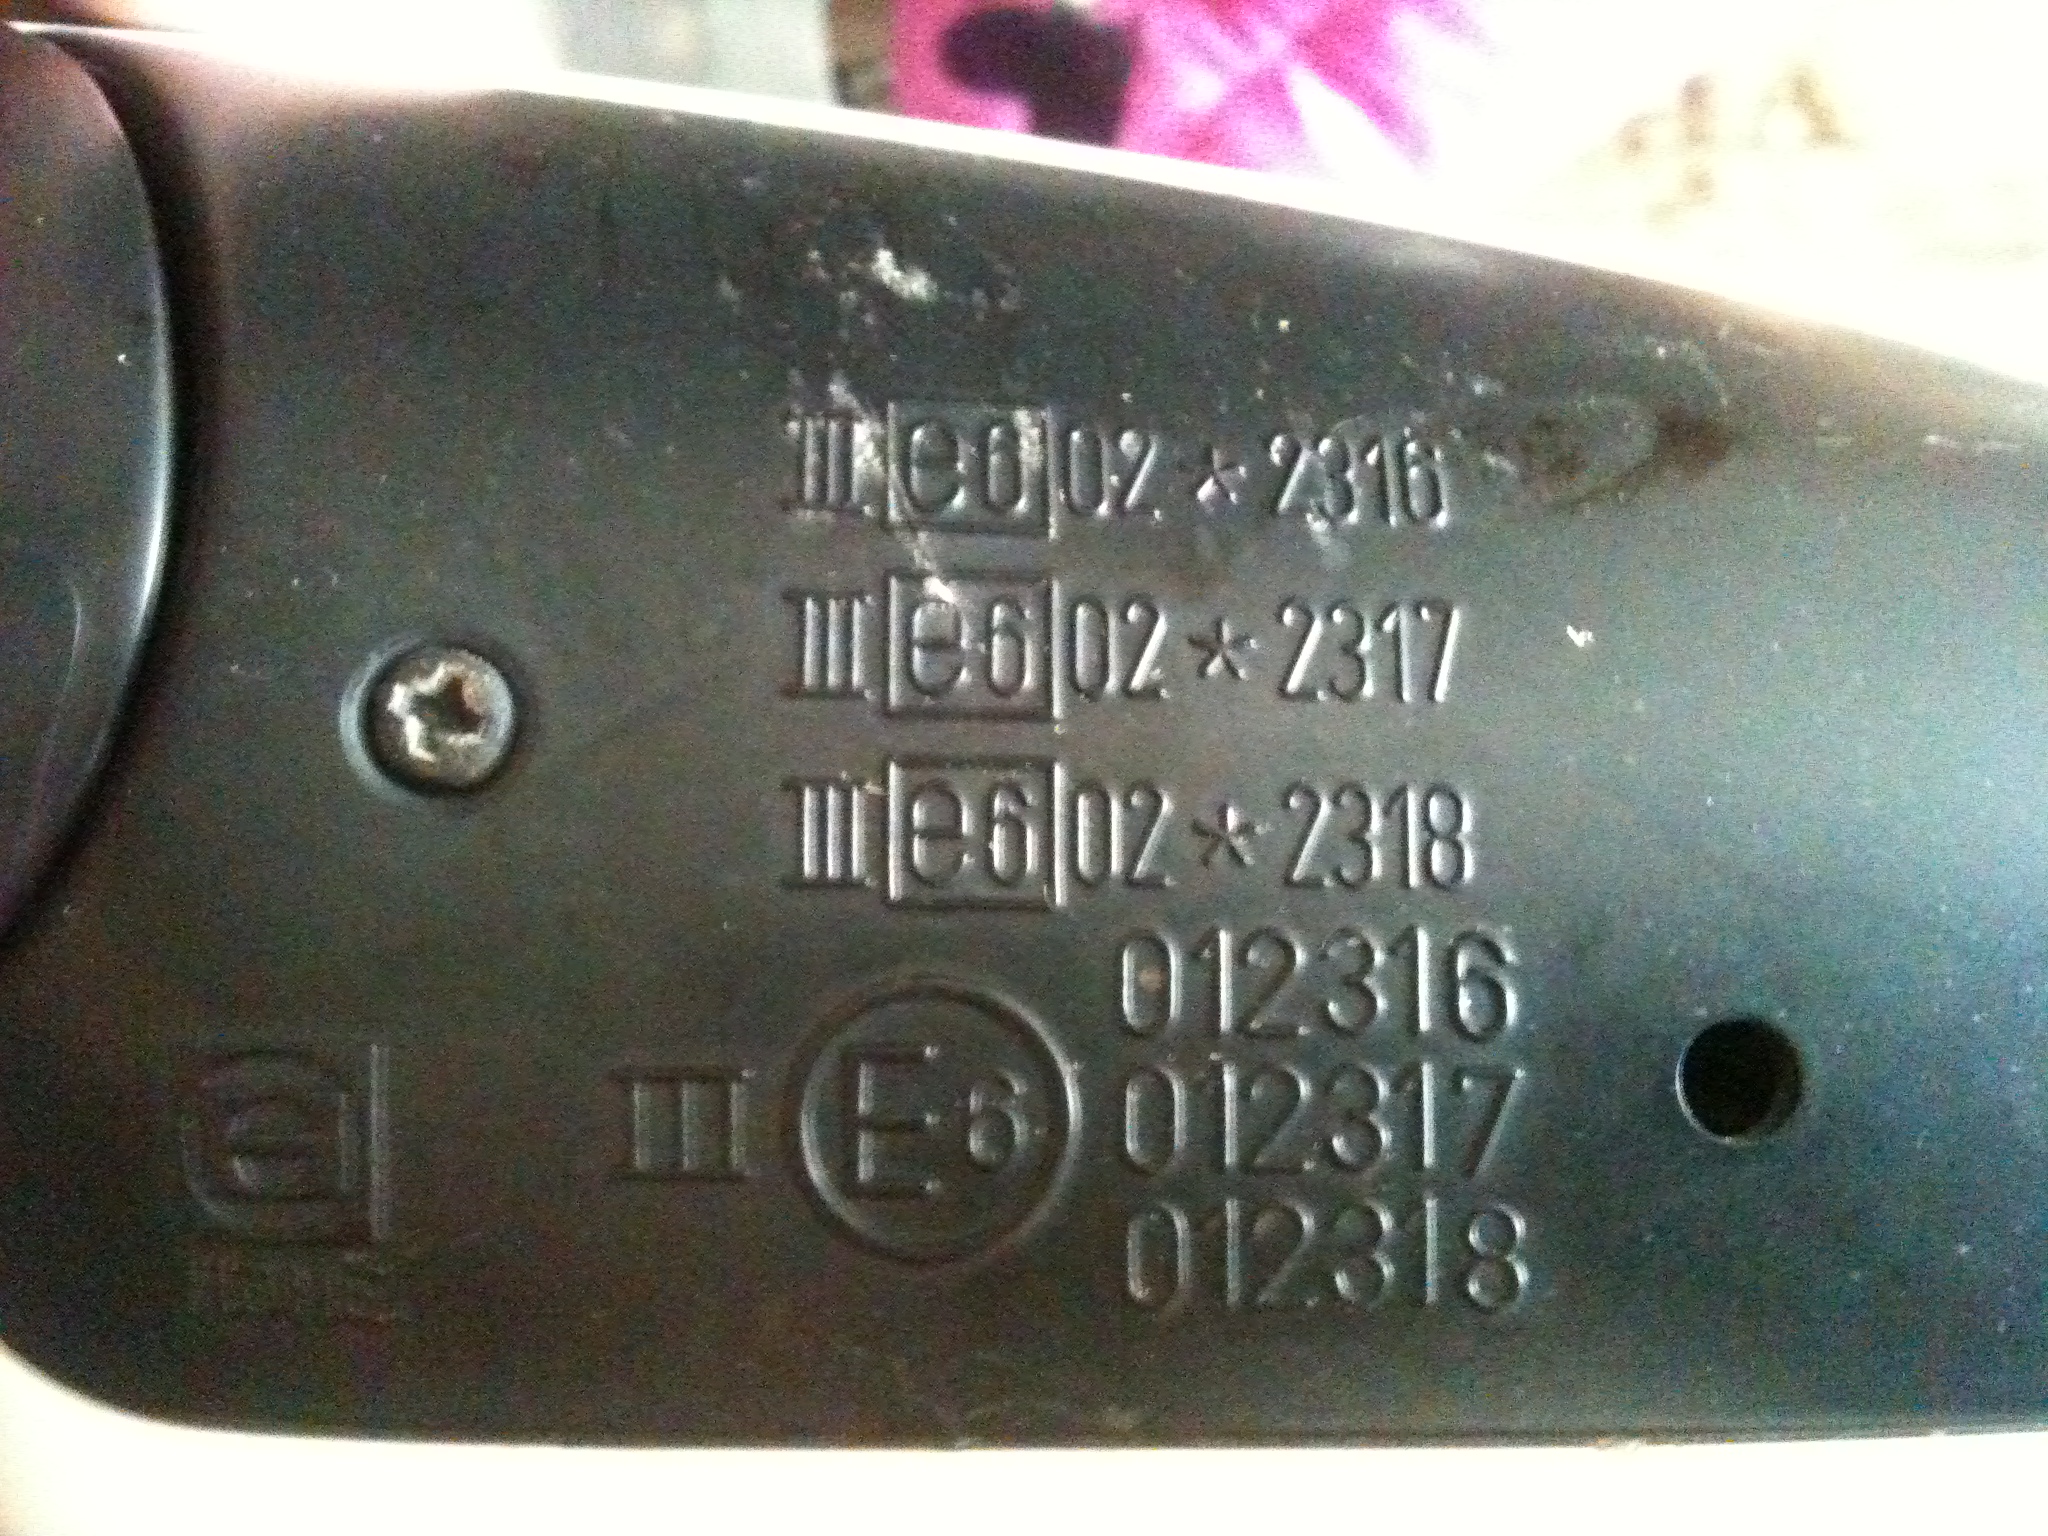 III e6 02 * 2316
III e6 02 * 2317
III e6 02 * 2318
012316
III E6 012317
012318